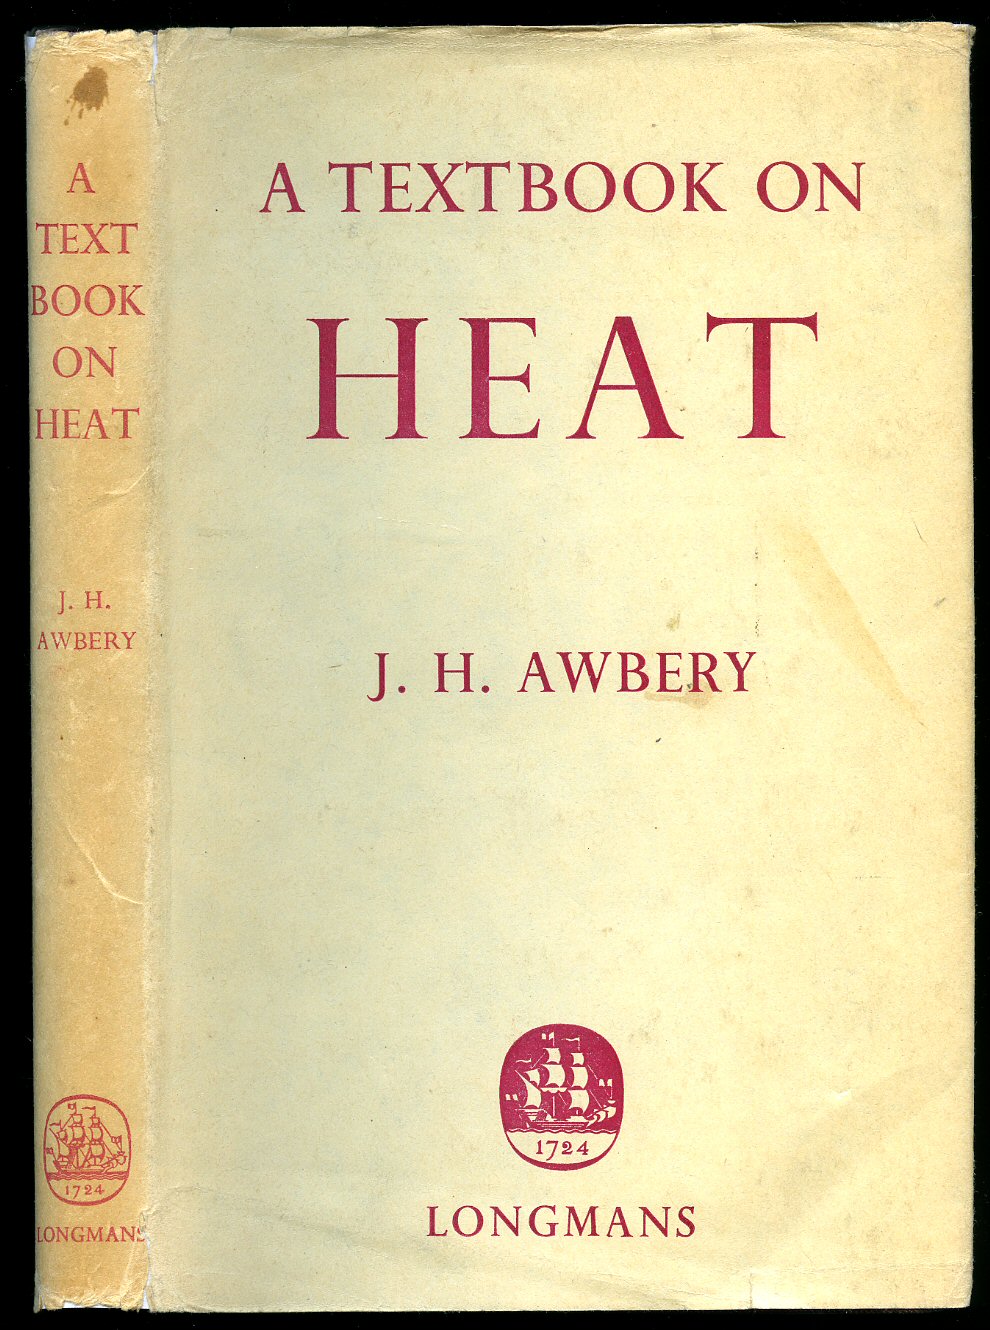 A
TEXT
BOOK
ON
HEAT
J. H.
AWBERY
1724
LONGMANS
A TEXTBOOK ON
HEAT
J. H. AWBERY
1724
LONGMANS